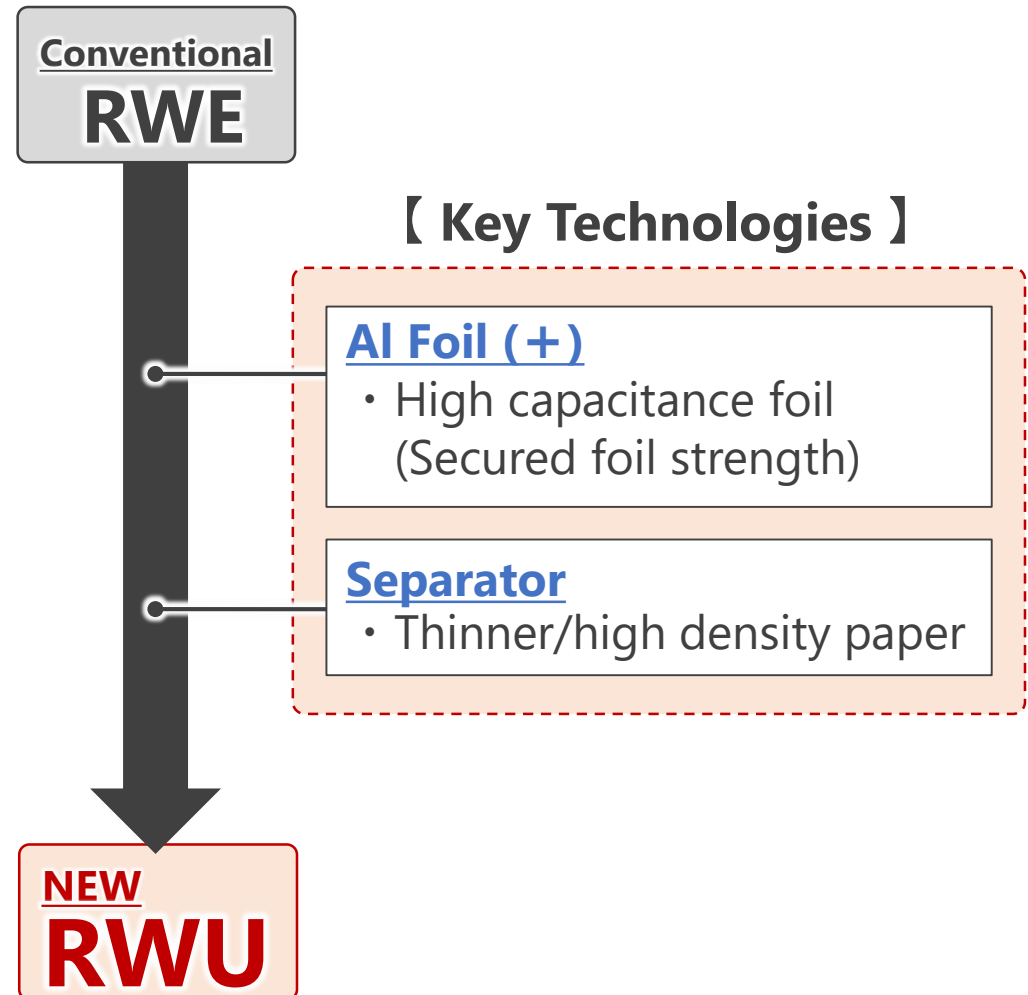 Conventional
RWE
【 Key Technologies 】
Al Foil (+)
・High capacitance foil
(Secured foil strength)
Separator
・Thinner/high density paper
NEW
RWU